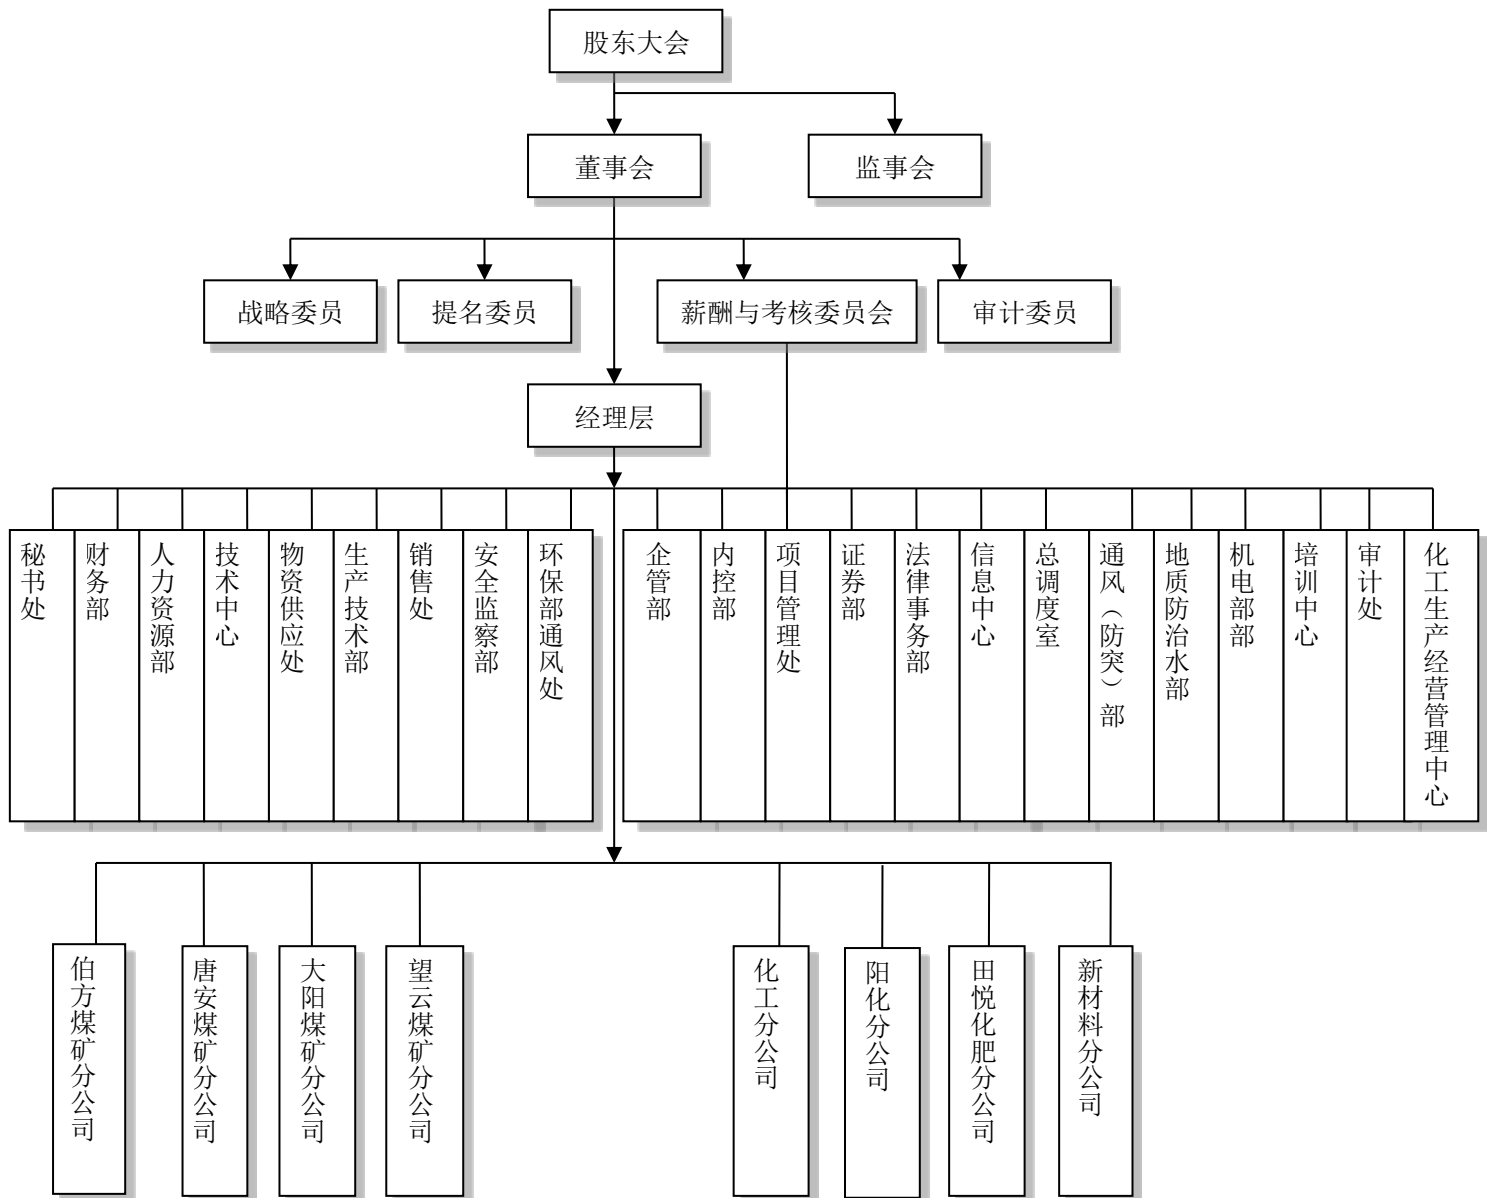 股东大会
董事会
监事会
战略委员
提名委员
薪酬与考核委员会
审计委员
经理层
秘书处
财务部
人力资源部
技术中心
物资供应处
生产技术部
销售处
安全监察部
环保部通风处
企管部
内控部
项目管理处
证券部
法律事务部
信息中心
总调度室
通风（防突）部
地质防治水部
机电部部
培训中心
审计处
化工生产经营管理中心
伯方煤矿分公司
唐安煤矿分公司
大阳煤矿分公司
望云煤矿分公司
化工分公司
阳化分公司
田悦化肥分公司
新材料分公司